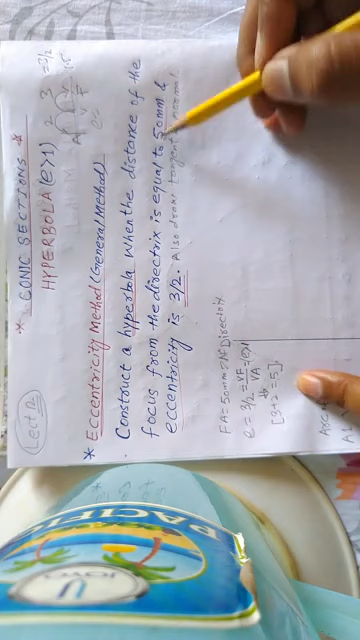 Lect 12
* CONIC SECTIONS *
HYPERBOLA (e>1)
* Eccentricity Method (General Method)
Construct a hyperbola when the distance of the
focus from the directrix is equal to 50mm &
eccentricity is 3/2. Also draw tangent & normal.
FA = 50mm
Directrix
e = 3/2 = VF/VA
[3+2=5]
PACIFIC
JOVO